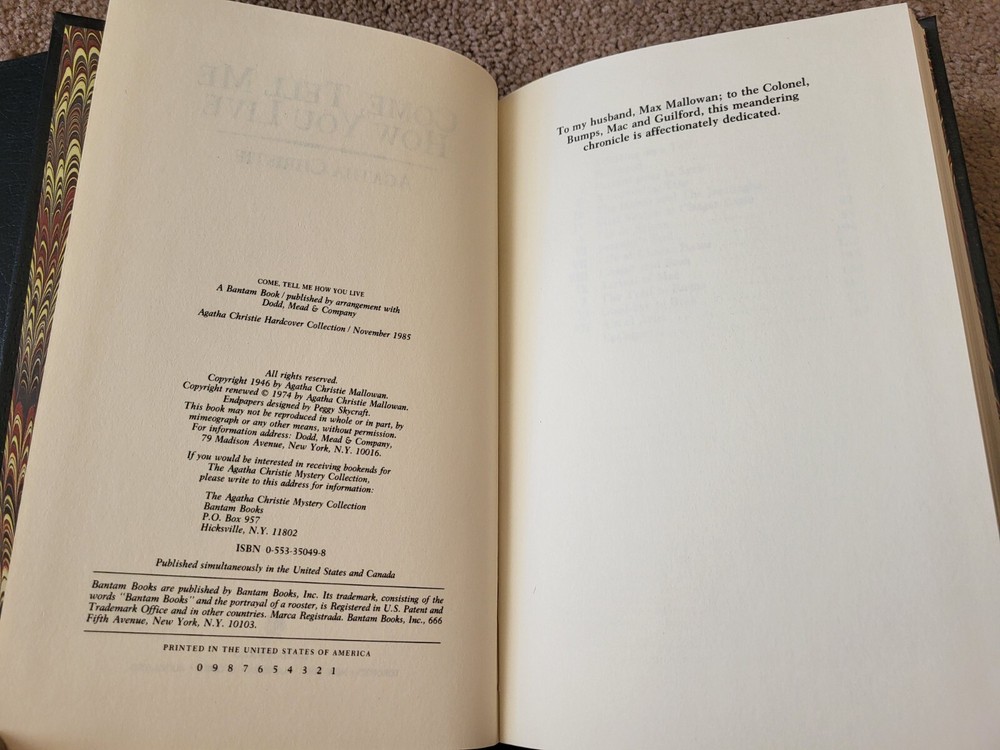 COME, TELL ME HOW YOU LIVE
A Bantam Book / published by arrangement with
Dodd, Mead & Company
Agatha Christie Hardcover Collection / November 1985
All rights reserved.
Copyright 1946 by Agatha Christie Mallowan.
Copyright renewed © 1974 by Agatha Christie Mallowan.
Endpapers designed by Peggy Skycraft.
This book may not be reproduced in whole or in part, by
mimeograph or any other means, without permission.
For information address: Dodd, Mead & Company,
79 Madison Avenue, New York, N.Y. 10016.
If you would be interested in receiving bookends for
The Agatha Christie Mystery Collection,
please write to this address for information:
The Agatha Christie Mystery Collection
Bantam Books
P.O. Box 957
Hicksville, N.Y. 11802
ISBN 0-553-35049-8
Published simultaneously in the United States and Canada
Bantam Books are published by Bantam Books, Inc. Its trademark, consisting of the
words "Bantam Books" and the portrayal of a rooster, is Registered in U.S. Patent and
Trademark Office and in other countries. Marca Registrada. Bantam Books, Inc., 666
Fifth Avenue, New York, N.Y. 10103.
PRINTED IN THE UNITED STATES OF AMERICA
0 9 8 7 6 5 4 3 2 1
To my husband, Max Mallowan; to the Colonel,
Bumps, Mac and Guilford, this meandering
chronicle is affectionately dedicated.